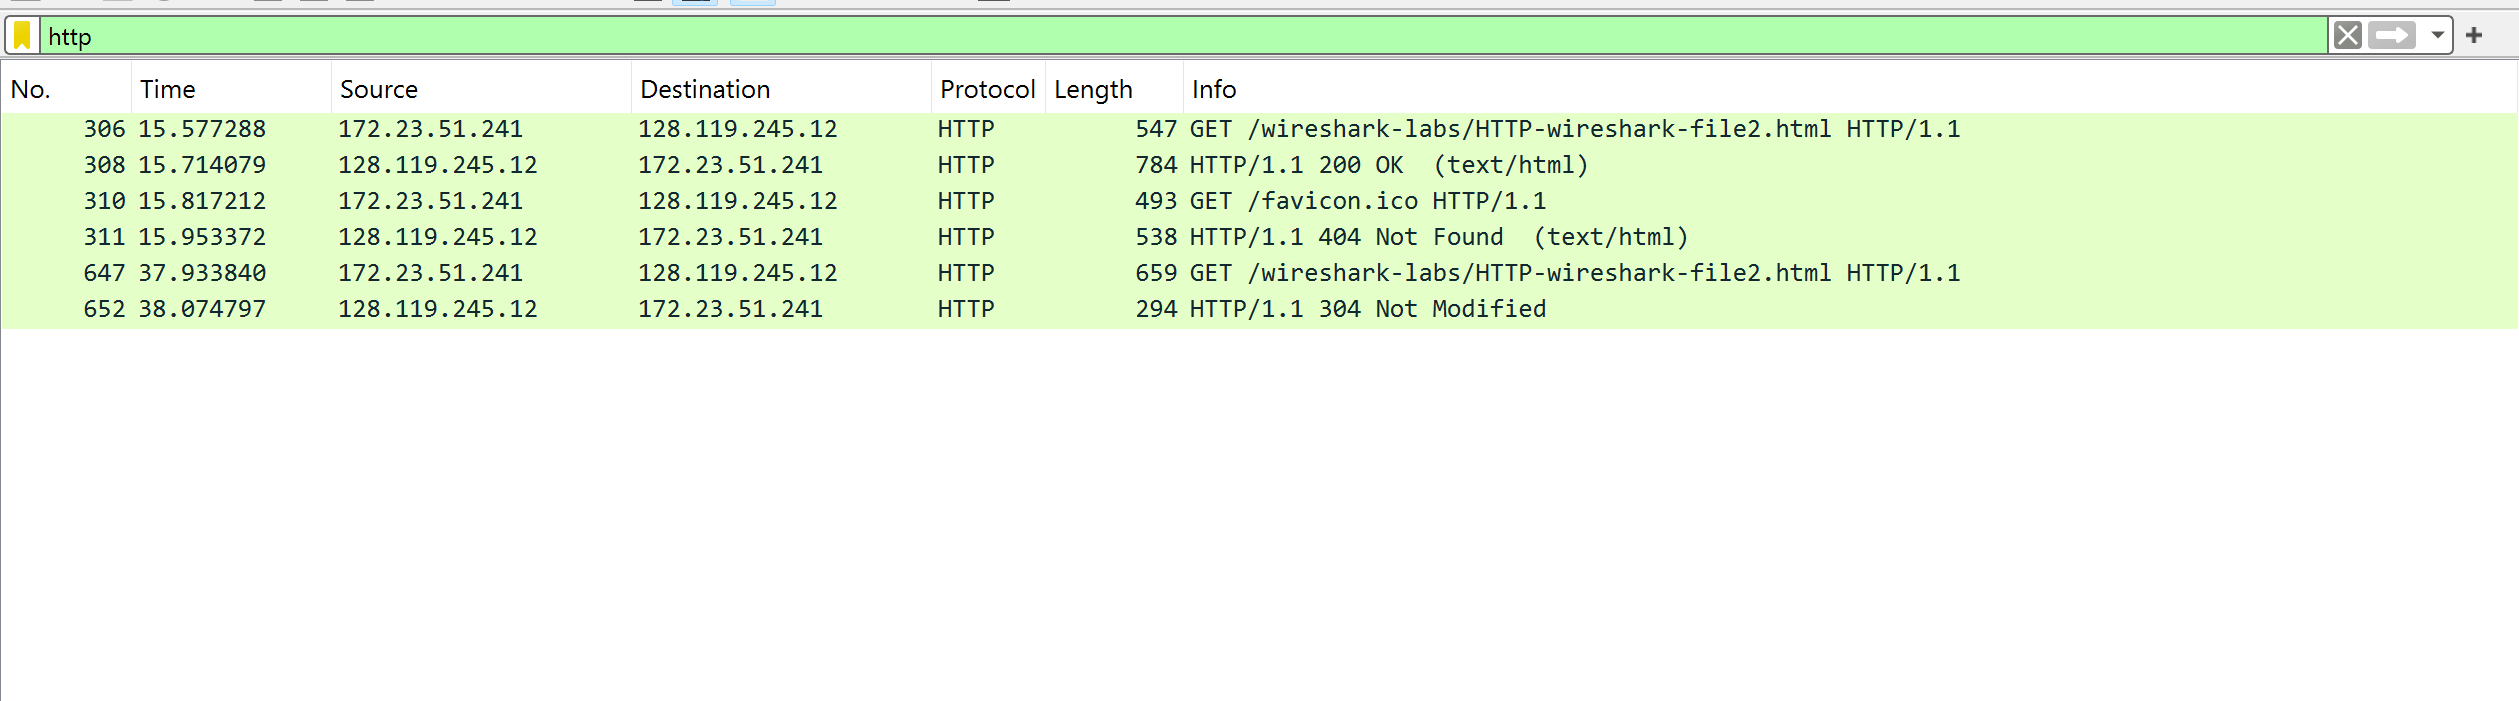 http
No. Time Source Destination Protocol Length Info
306 15.577288 172.23.51.241 128.119.245.12 HTTP 547 GET /wireshark-labs/HTTP-wireshark-file2.html HTTP/1.1
308 15.714079 128.119.245.12 172.23.51.241 HTTP 784 HTTP/1.1 200 OK  (text/html)
310 15.817212 172.23.51.241 128.119.245.12 HTTP 493 GET /favicon.ico HTTP/1.1
311 15.953372 128.119.245.12 172.23.51.241 HTTP 538 HTTP/1.1 404 Not Found  (text/html)
647 37.933840 172.23.51.241 128.119.245.12 HTTP 659 GET /wireshark-labs/HTTP-wireshark-file2.html HTTP/1.1
652 38.074797 128.119.245.12 172.23.51.241 HTTP 294 HTTP/1.1 304 Not Modified